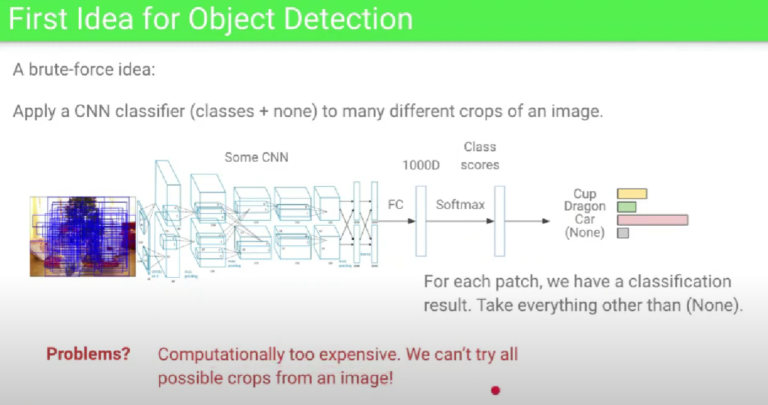 First Idea for Object Detection
A brute-force idea:
Apply a CNN classifier (classes + none) to many different crops of an image.
Some CNN
1000D
Class
scores
FC
Softmax
Cup
Dragon
Car
(None)
For each patch, we have a classification
result. Take everything other than (None).
Problems?
Computationally too expensive. We can't try all
possible crops from an image!